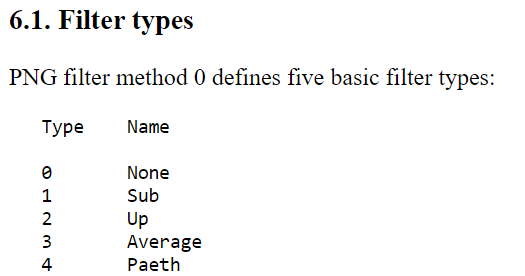 6.1. Filter types
PNG filter method 0 defines five basic filter types:
Type Name
0 None
1 Sub
2 Up
3 Average
4 Paeth